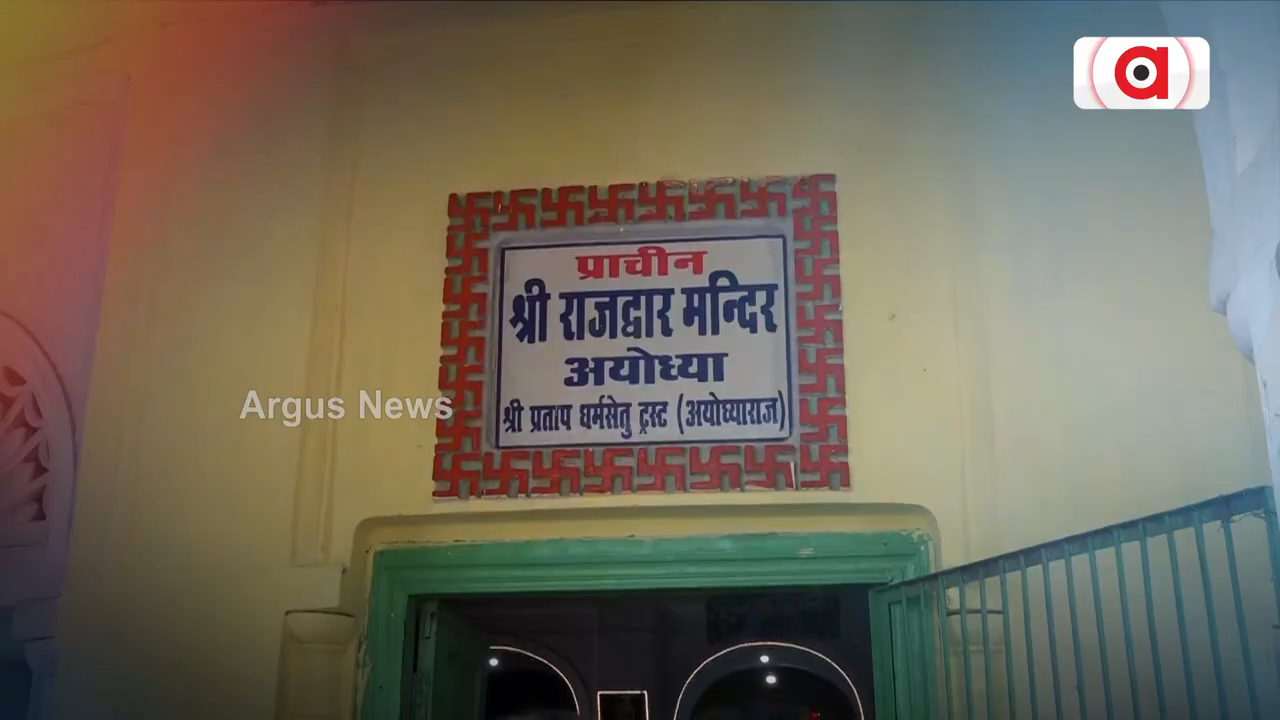 प्राचीन
श्री राजद्वार मन्दिर
अयोध्या
श्री प्रताप धर्मसेतु ट्रस्ट (अयोध्याराज)
Argus News
a